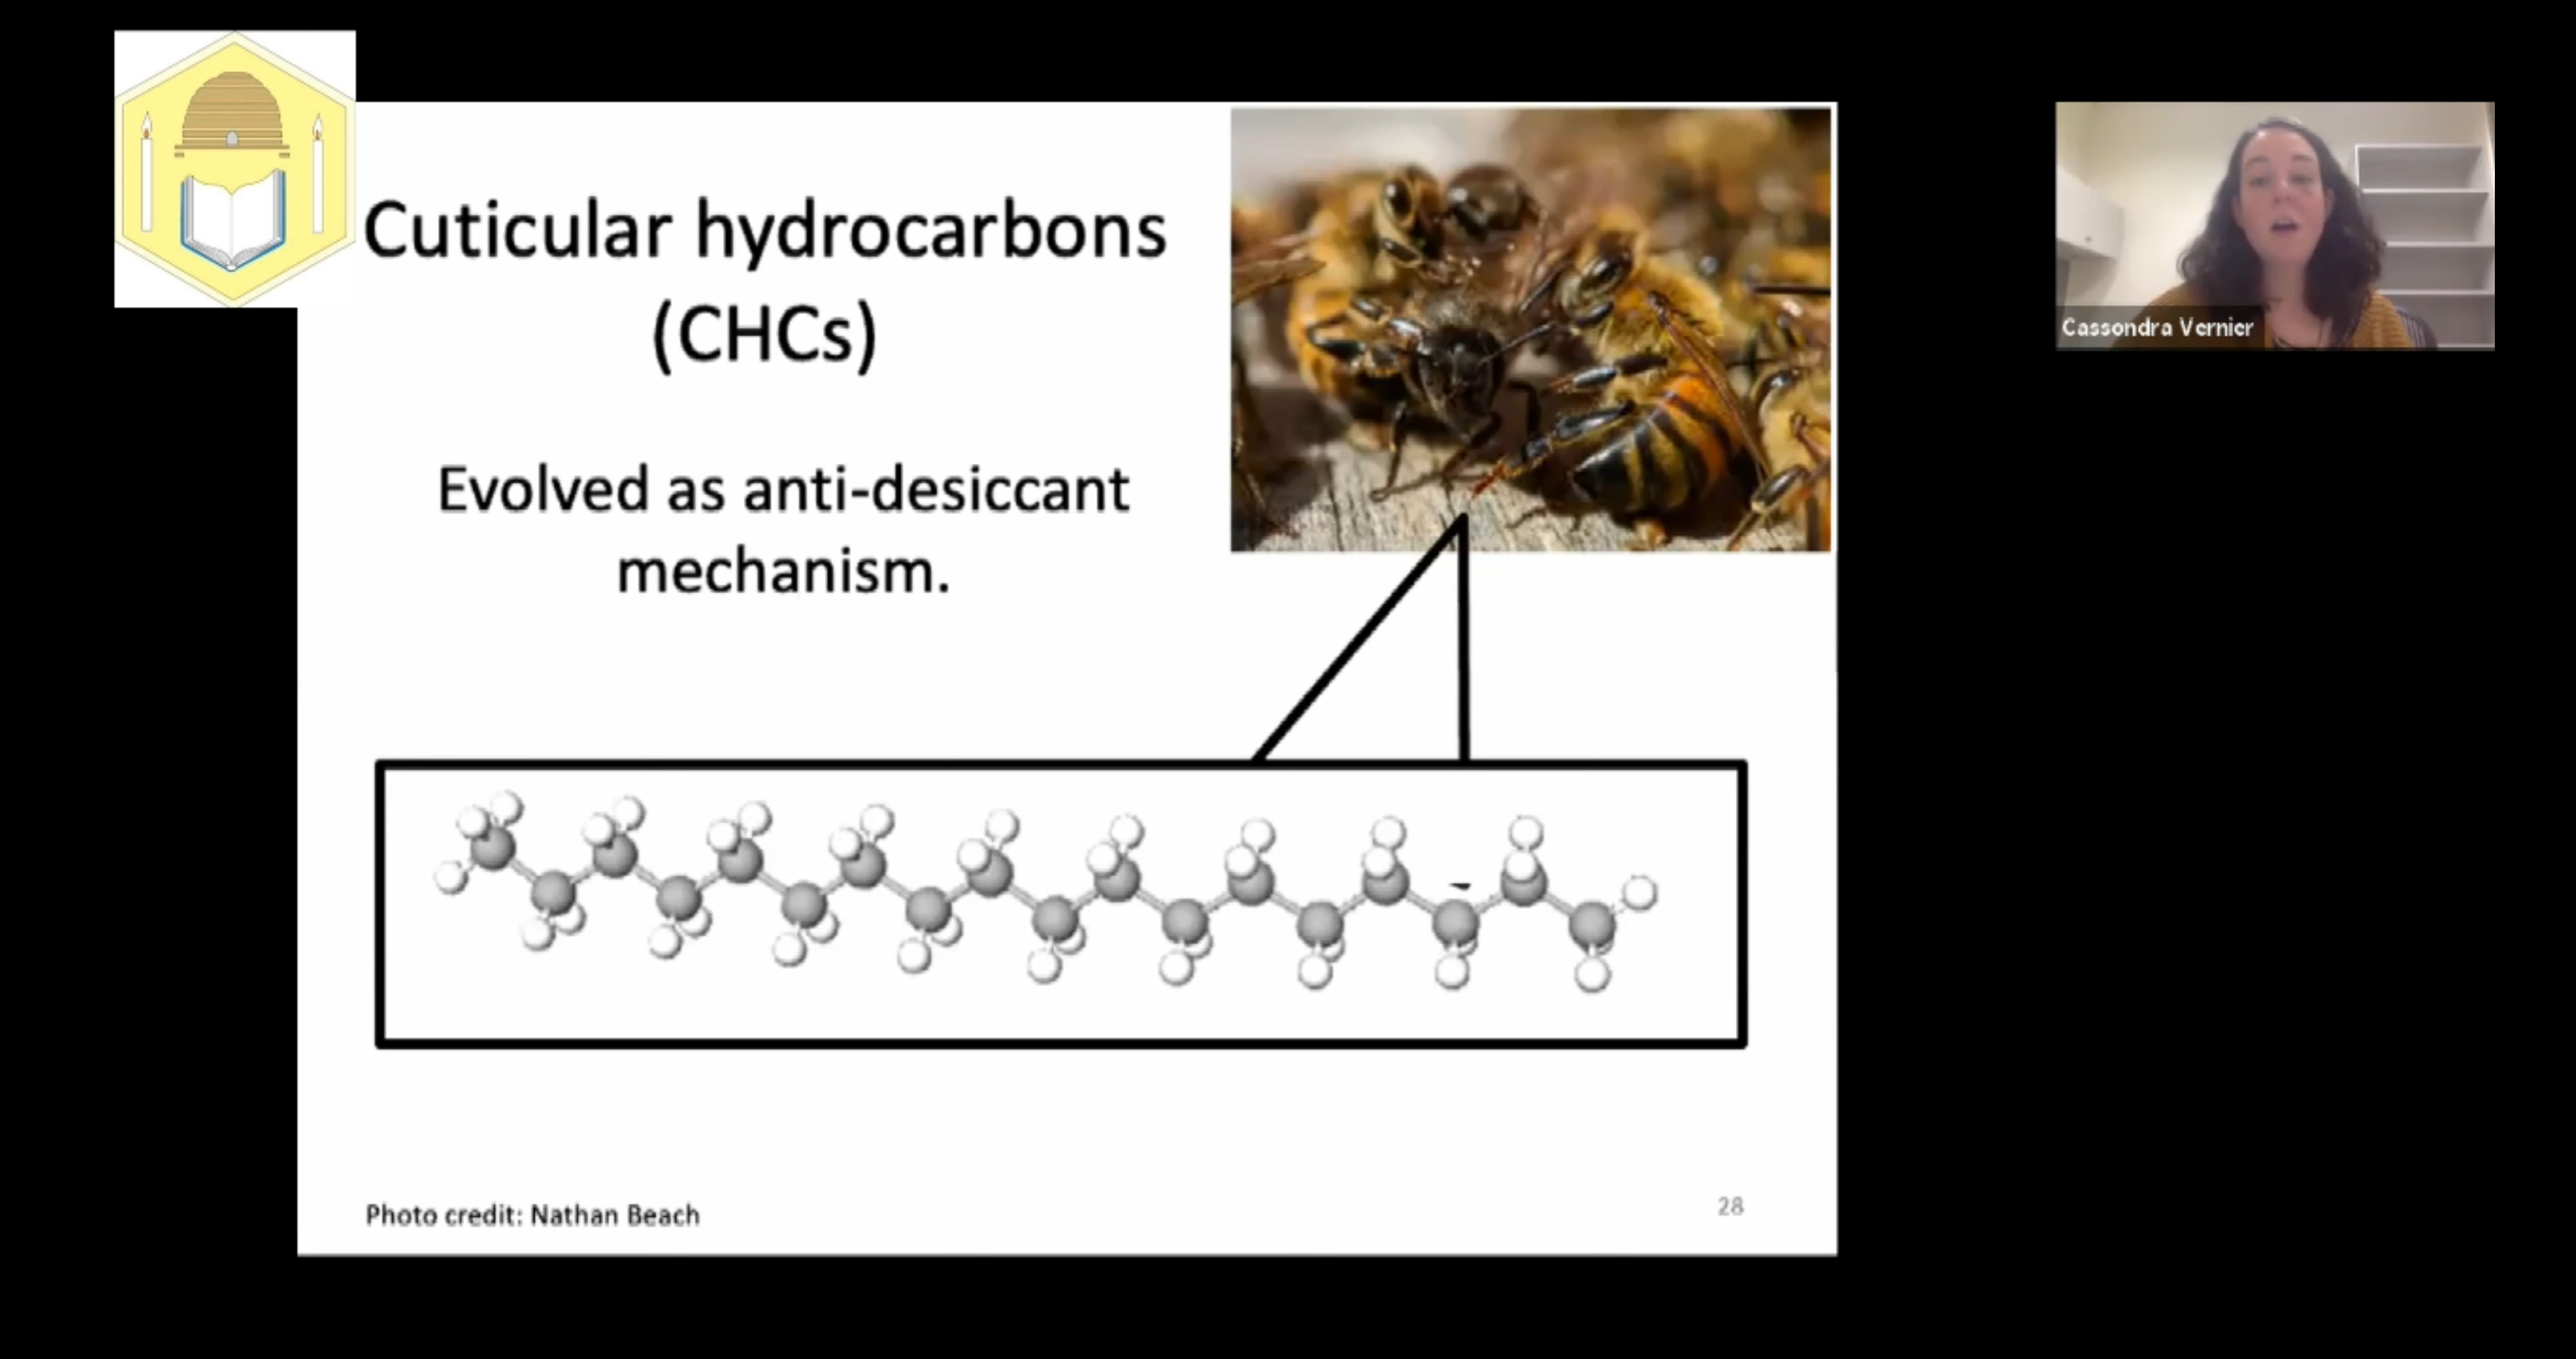 Cuticular hydrocarbons
(CHCs)
Evolved as anti-desiccant
mechanism.
Photo credit: Nathan Beach
28
Cassondra Vernier